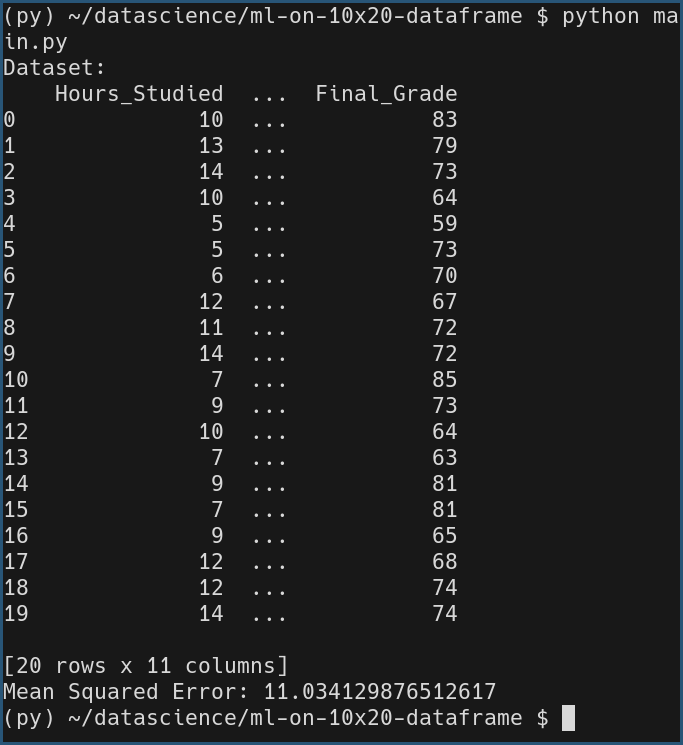 (py) ~/datascience/ml-on-10x20-dataframe $ python ma
in.py
Dataset:
    Hours_Studied  ...  Final_Grade
0              10  ...           83
1              13  ...           79
2              14  ...           73
3              10  ...           64
4               5  ...           59
5               5  ...           73
6               6  ...           70
7              12  ...           67
8              11  ...           72
9              14  ...           72
10              7  ...           85
11              9  ...           73
12             10  ...           64
13              7  ...           63
14              9  ...           81
15              7  ...           81
16              9  ...           65
17             12  ...           68
18             12  ...           74
19             14  ...           74

[20 rows x 11 columns]
Mean Squared Error: 11.034129876512617
(py) ~/datascience/ml-on-10x20-dataframe $